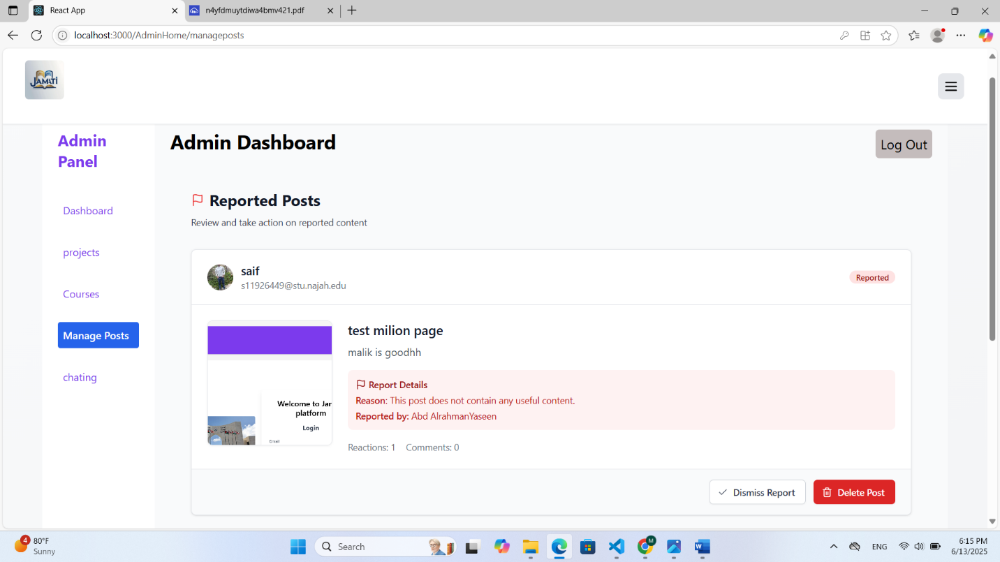 React App
n4yfdmuytdiwa4bmv421.pdf
localhost:3000/AdminHome/manageposts
JAMATI
Admin Panel
Admin Dashboard
Log Out
Dashboard
projects
Courses
Manage Posts
chating
Reported Posts
Review and take action on reported content
saif
s11926449@stu.najah.edu
Reported
Welcome to Jar
platform
Login
Email
test milion page
malik is goodhh
Report Details
Reason: This post does not contain any useful content.
Reported by: Abd AlrahmanYaseen
Reactions: 1 Comments: 0
Dismiss Report
Delete Post
4
80°F
Sunny
Search
M
ENG
6:15 PM
6/13/2025